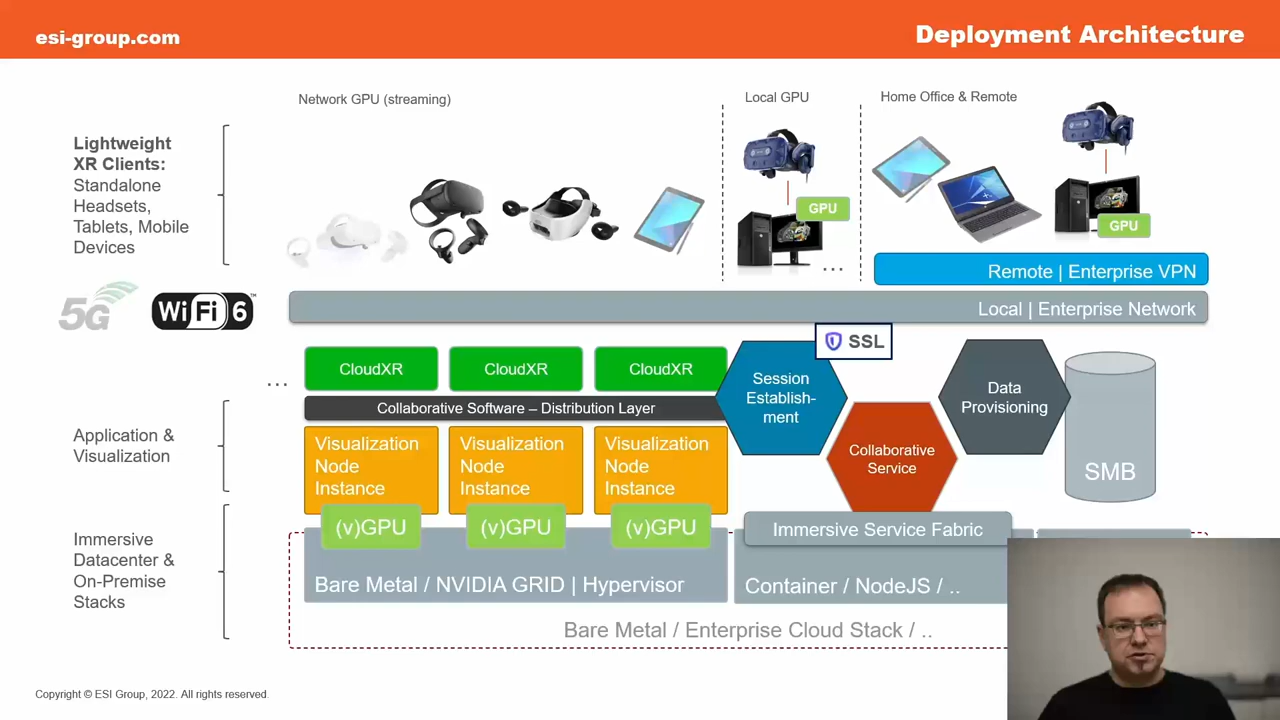 esi-group.com
Deployment Architecture
Network GPU (streaming)
Local GPU
Home Office & Remote
Lightweight
XR Clients:
Standalone
Headsets,
Tablets, Mobile
Devices
GPU
GPU
...
Remote | Enterprise VPN
5G
WiFi 6
Local | Enterprise Network
SSL
...
CloudXR
CloudXR
CloudXR
Session
Establish-
ment
Data
Provisioning
Collaborative Software – Distribution Layer
Application &
Visualization
Visualization
Node
Instance
Visualization
Node
Instance
Visualization
Node
Instance
Collaborative
Service
SMB
(v)GPU
(v)GPU
(v)GPU
Immersive Service Fabric
Immersive
Datacenter &
On-Premise
Stacks
Bare Metal / NVIDIA GRID | Hypervisor
Container / NodeJS / ..
Bare Metal / Enterprise Cloud Stack / ..
Copyright © ESI Group, 2022. All rights reserved.